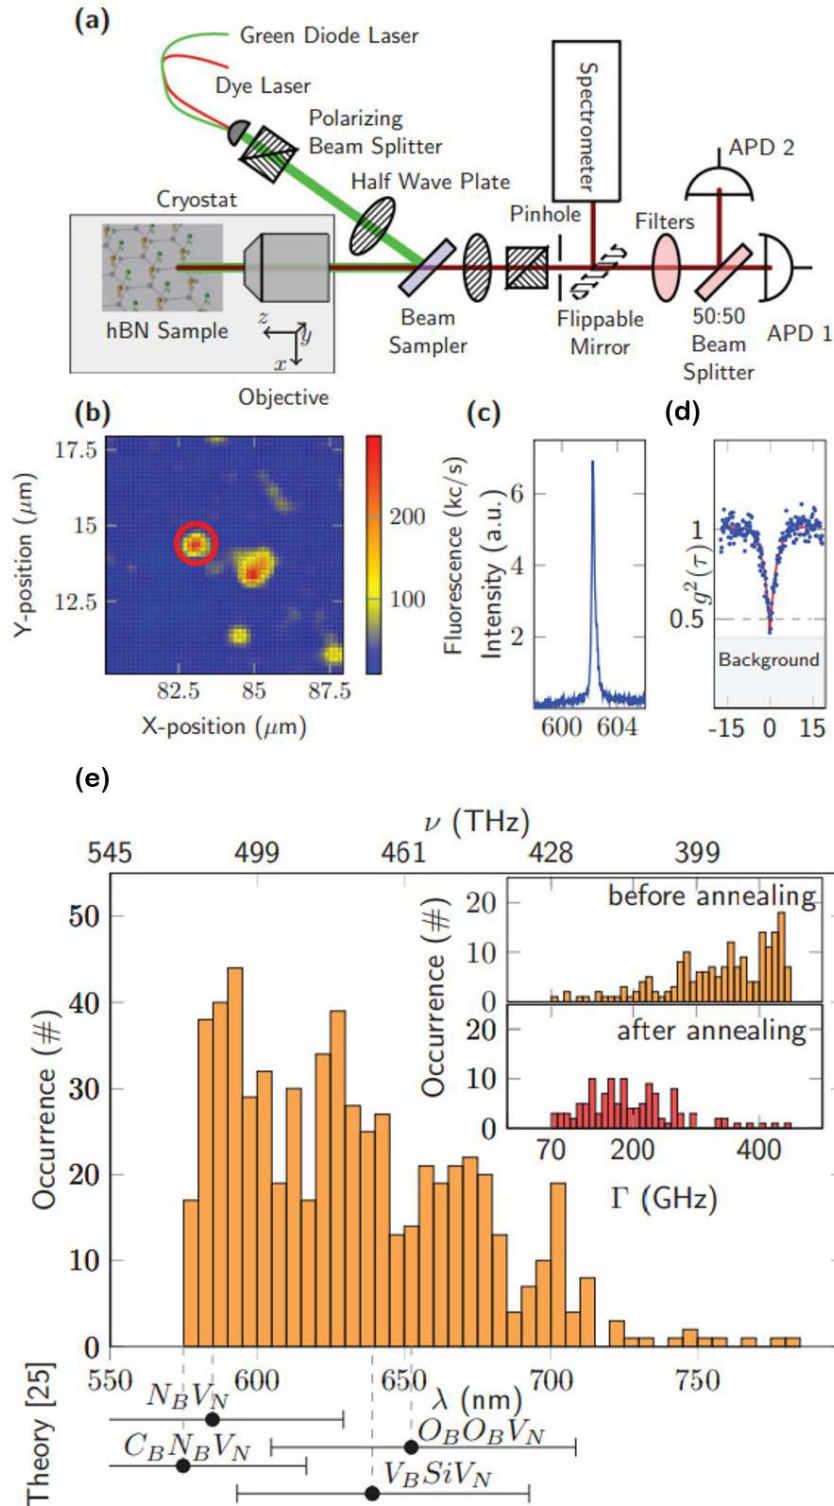 (a)
Green Diode Laser
Dye Laser
Polarizing
Beam Splitter
Half Wave Plate
Cryostat
hBN Sample
z
y
x
Objective
Beam
Sampler
Pinhole
Spectrometer
Flippable
Mirror
Filters
50:50
Beam
Splitter
APD 2
APD 1
(b)
Y-position (μm)
17.5
15
12.5
82.5 85 87.5
X-position (μm)
200
100
Fluorescence (kc/s)
(c)
Intensity (a.u.)
6
4
2
600 604
(d)
g²(τ)
1
0.5
Background
-15 0 15
(e)
ν (THz)
545 499 461 428 399
Occurrence (#)
50
40
30
20
10
0
550 600 650 700 750
λ (nm)
Occurrence (#)
before annealing
20
10
0
after annealing
20
10
0
70 200 400
Γ (GHz)
Theory [25]
N_BV_N
O_BO_BV_N
C_BN_BV_N
V_BSiV_N